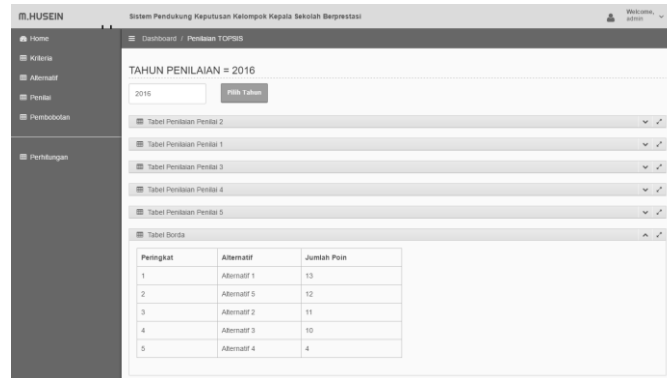 M.HUSEIN
Sistem Pendukung Keputusan Kelompok Kepala Sekolah Berprestasi
Welcome,
admin
Home
Kriteria
Alternatif
Penilai
Pembobotan
Perhitungan
Dashboard / Penilaian TOPSIS
TAHUN PENILAIAN = 2016
2016
Pilih Tahun
Tabel Penilaian Penilai 2
Tabel Penilaian Penilai 1
Tabel Penilaian Penilai 3
Tabel Penilaian Penilai 4
Tabel Penilaian Penilai 5
Tabel Borda
Peringkat Alternatif Jumlah Poin
1 Alternatif 1 13
2 Alternatif 5 12
3 Alternatif 2 11
4 Alternatif 3 10
5 Alternatif 4 4